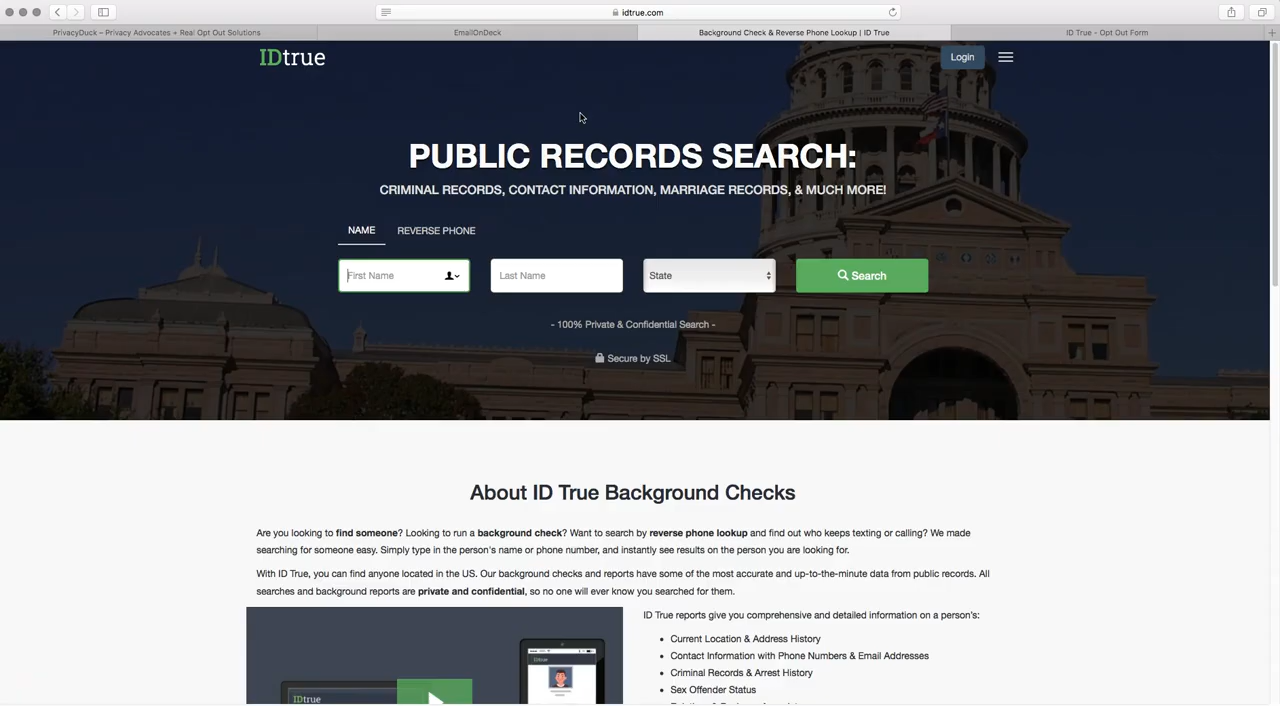 idtrue.com
PrivacyDuck – Privacy Advocates + Real Opt Out Solutions
EmailOnDeck
Background Check & Reverse Phone Lookup | ID True
ID True - Opt Out Form
IDtrue
Login
PUBLIC RECORDS SEARCH:
CRIMINAL RECORDS, CONTACT INFORMATION, MARRIAGE RECORDS, & MUCH MORE!
NAME
REVERSE PHONE
First Name
Last Name
State
Search
- 100% Private & Confidential Search -
Secure by SSL
About ID True Background Checks
Are you looking to find someone? Looking to run a background check? Want to search by reverse phone lookup and find out who keeps texting or calling? We made
searching for someone easy. Simply type in the person's name or phone number, and instantly see results on the person you are looking for.
With ID True, you can find anyone located in the US. Our background checks and reports have some of the most accurate and up-to-the-minute data from public records. All
searches and background reports are private and confidential, so no one will ever know you searched for them.
ID True reports give you comprehensive and detailed information on a person's:
• Current Location & Address History
• Contact Information with Phone Numbers & Email Addresses
• Criminal Records & Arrest History
• Sex Offender Status
IDtrue
IDtrue